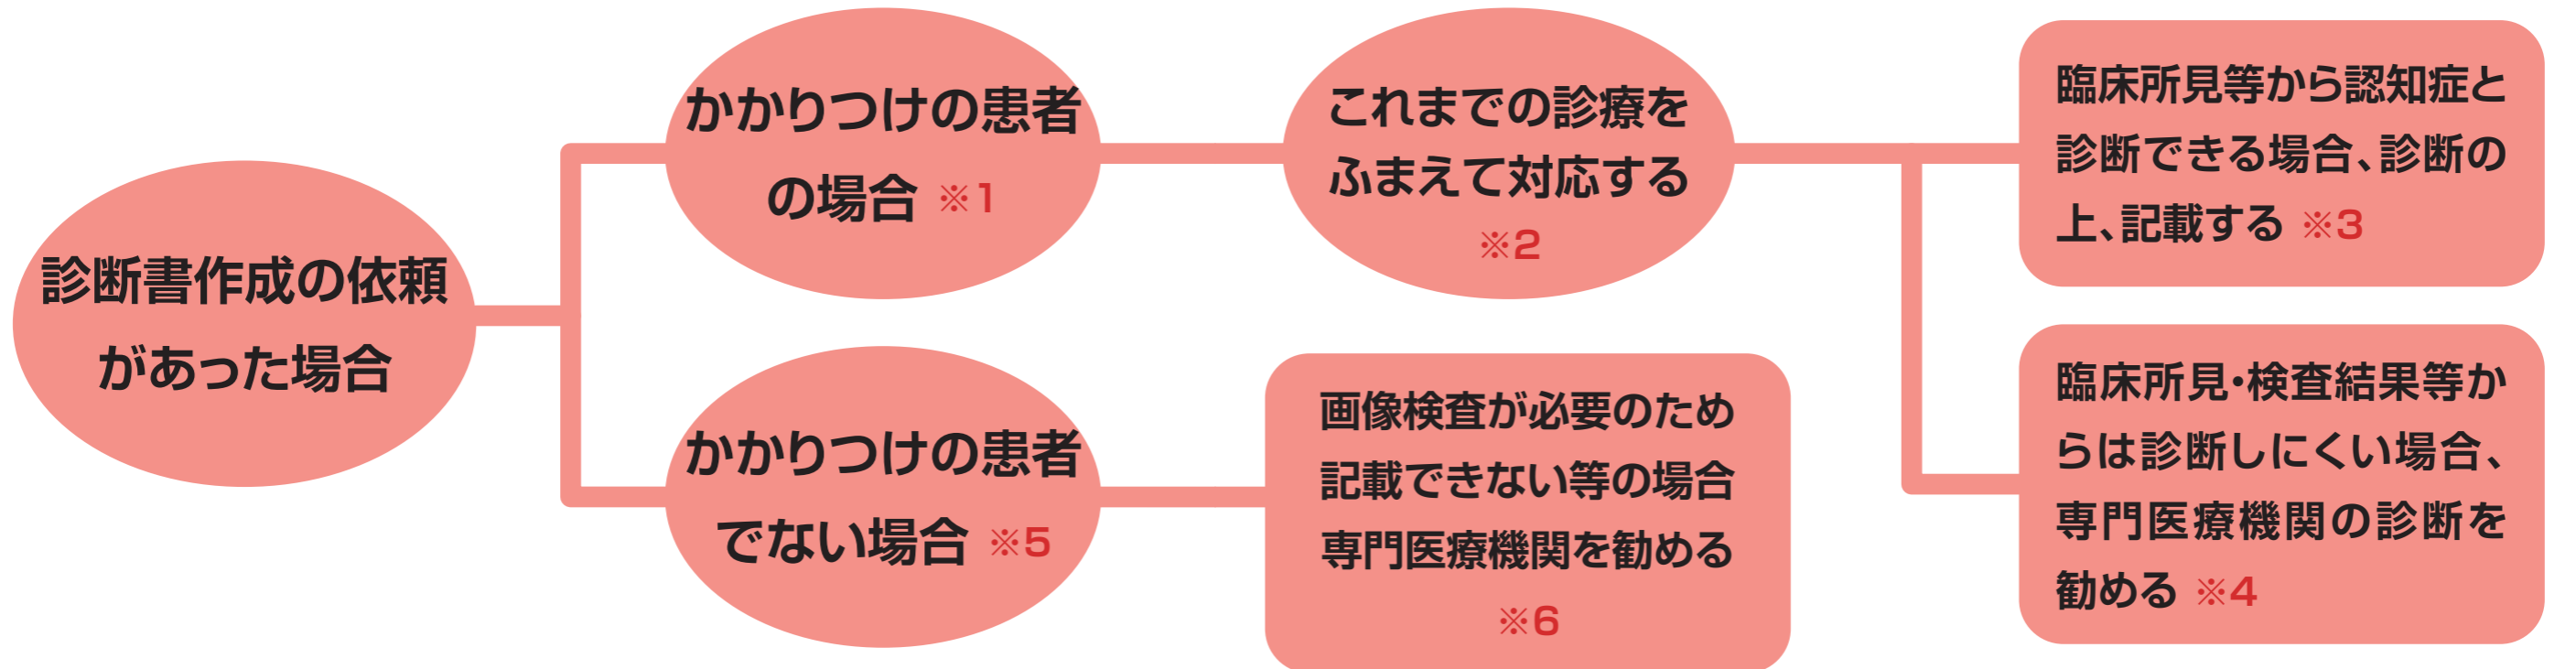 診断書作成の依頼
があった場合
かかりつけの患者
の場合 ※1
これまでの診療を
ふまえて対応する
※2
臨床所見等から認知症と
診断できる場合、診断の
上、記載する ※3
臨床所見・検査結果等か
らは診断しにくい場合、
専門医療機関の診断を
勧める ※4
かかりつけの患者
でない場合 ※5
画像検査が必要のため
記載できない等の場合
専門医療機関を勧める
※6